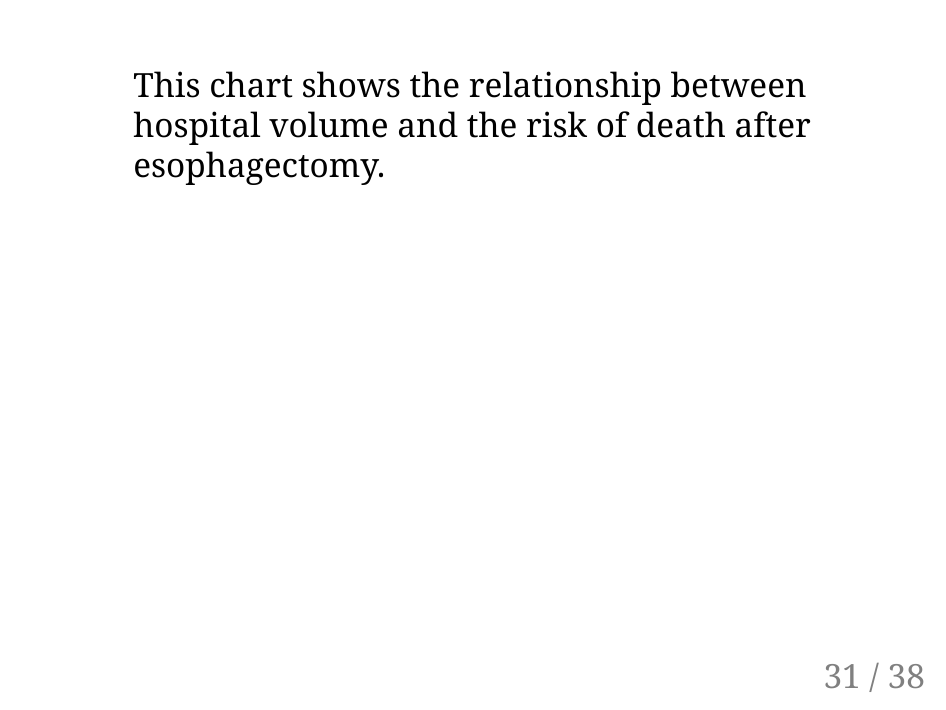 This chart shows the relationship between
hospital volume and the risk of death after
esophagectomy.
31 / 38